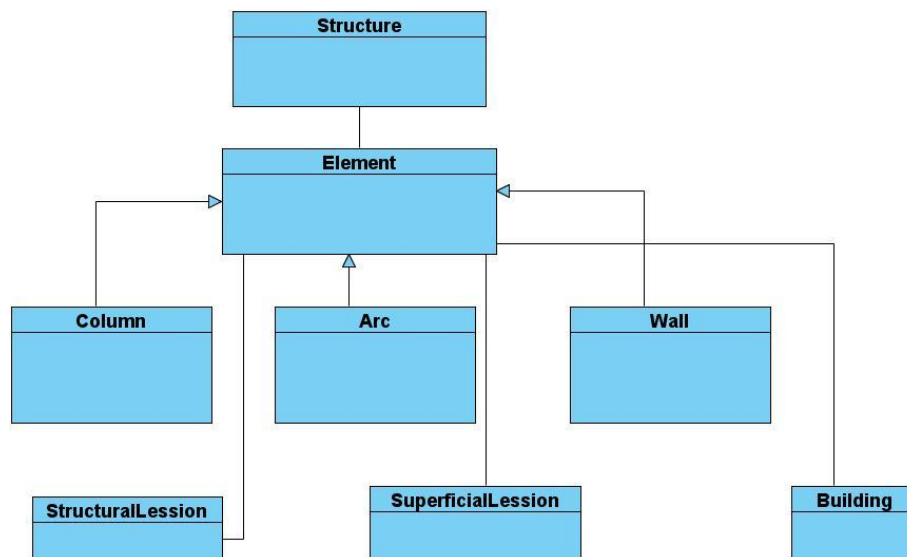 Structure
Element
Column
Arc
Wall
StructuralLession
SuperficialLession
Building